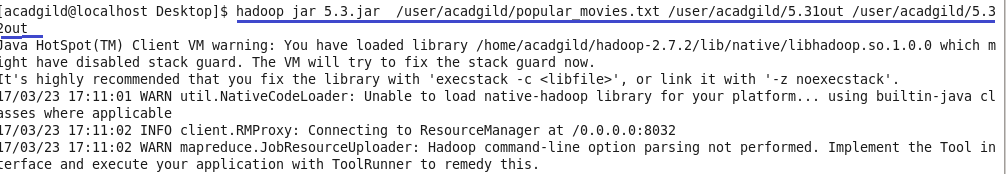 [acadgild@localhost Desktop]$ hadoop jar 5.3.jar  /user/acadgild/popular_movies.txt /user/acadgild/5.31out /user/acadgild/5.3
2out
Java HotSpot(TM) Client VM warning: You have loaded library /home/acadgild/hadoop-2.7.2/lib/native/libhadoop.so.1.0.0 which m
ight have disabled stack guard. The VM will try to fix the stack guard now.
It's highly recommended that you fix the library with 'execstack -c <libfile>', or link it with '-z noexecstack'.
17/03/23 17:11:01 WARN util.NativeCodeLoader: Unable to load native-hadoop library for your platform... using builtin-java cl
asses where applicable
17/03/23 17:11:02 INFO client.RMProxy: Connecting to ResourceManager at /0.0.0.0:8032
17/03/23 17:11:02 WARN mapreduce.JobResourceUploader: Hadoop command-line option parsing not performed. Implement the Tool in
terface and execute your application with ToolRunner to remedy this.